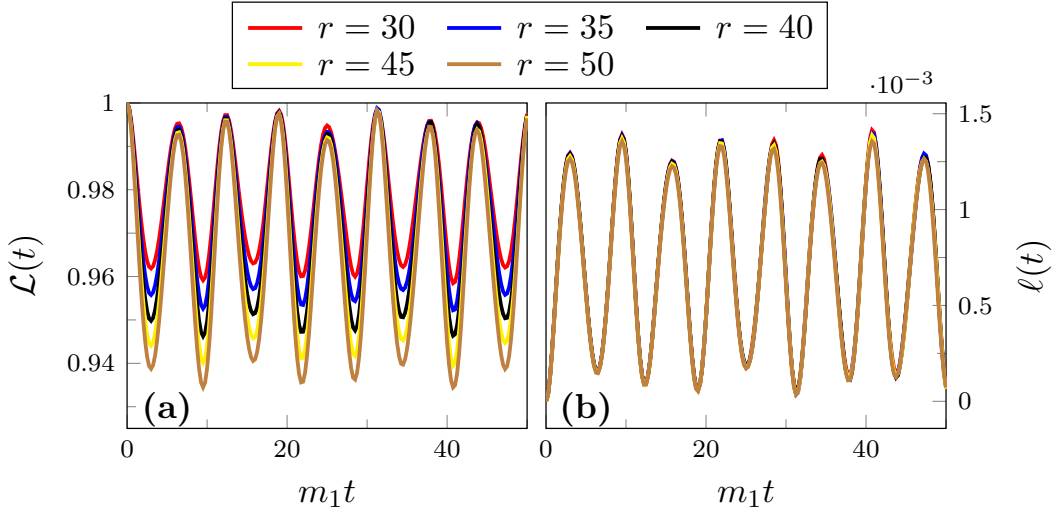 r = 30 r = 35 r = 40
r = 45 r = 50
·10⁻³
1
0.98
0.96
0.94
ℒ(t)
(a)
0 20 40
m₁t
1.5
1
0.5
0
ℓ(t)
(b)
0 20 40
m₁t